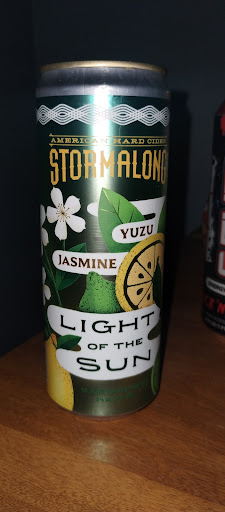 AMERICAN HARD CIDER
STORMALONG
YUZU
JASMINE
LIGHT
OF THE
SUN